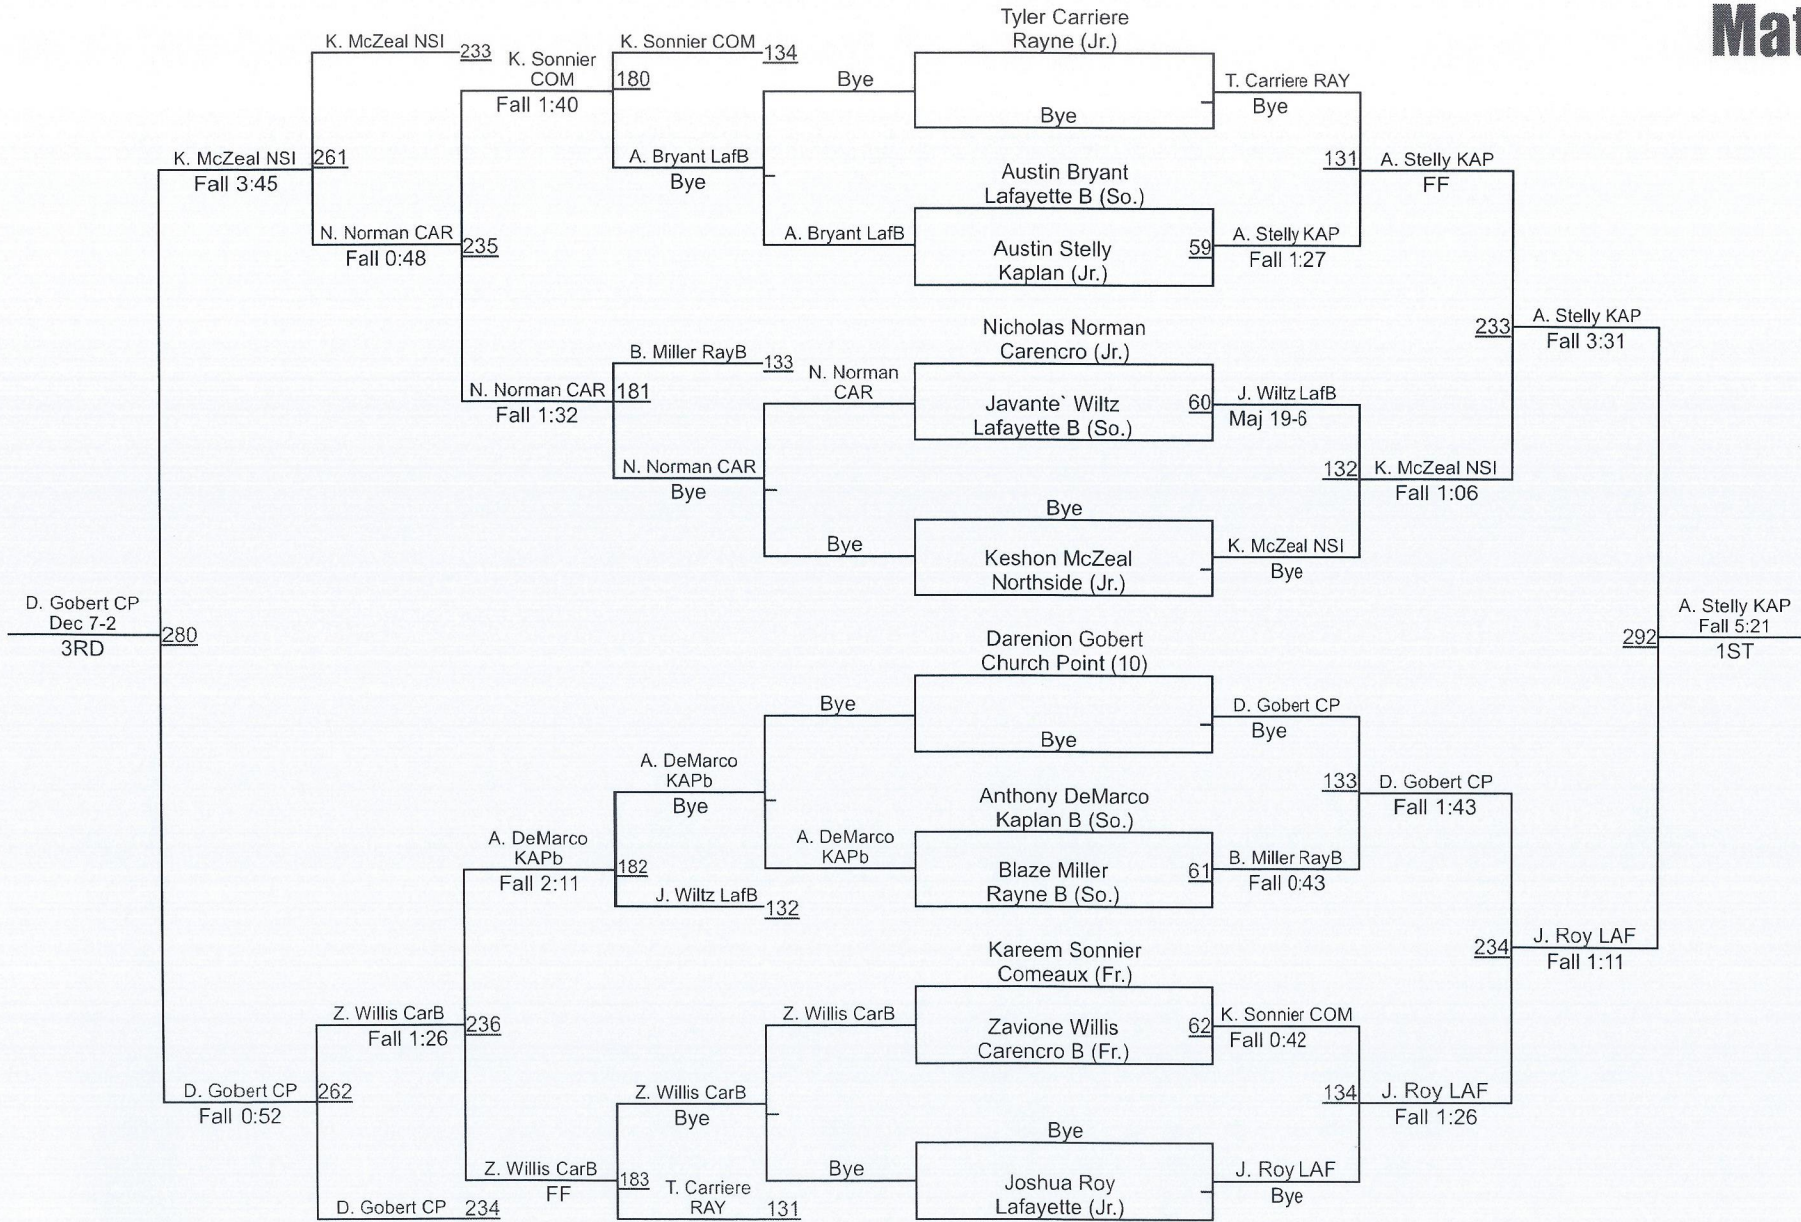 Mat
K. McZeal NSI
233
K. Sonnier
COM
Fall 1:40
K. Sonnier COM
134
180
A. Bryant LafB
Bye
K. McZeal NSI
Fall 3:45
261
N. Norman CAR
Fall 0:48
235
B. Miller RayB
133
N. Norman CAR
Fall 1:32
181
N. Norman CAR
Bye
D. Gobert CP
Dec 7-2
3RD
280
A. DeMarco
KAPb
Bye
A. DeMarco
KAPb
Fall 2:11
182
J. Wiltz LafB
132
Z. Willis CarB
Fall 1:26
236
D. Gobert CP
Fall 0:52
262
Z. Willis CarB
Bye
Z. Willis CarB
FF
183
T. Carriere
RAY
131
D. Gobert CP
234
Bye
A. Bryant LafB
N. Norman
CAR
Bye
Bye
A. DeMarco
KAPb
Z. Willis CarB
Bye
Tyler Carriere
Rayne (Jr.)
Bye
Austin Bryant
Lafayette B (So.)
Austin Stelly
Kaplan (Jr.)
59
Nicholas Norman
Carencro (Jr.)
Javante` Wiltz
Lafayette B (So.)
60
Bye
Keshon McZeal
Northside (Jr.)
Darenion Gobert
Church Point (10)
Bye
Anthony DeMarco
Kaplan B (So.)
Blaze Miller
Rayne B (So.)
61
Kareem Sonnier
Comeaux (Fr.)
Zavione Willis
Carencro B (Fr.)
62
Bye
Joshua Roy
Lafayette (Jr.)
T. Carriere RAY
Bye
A. Stelly KAP
Fall 1:27
J. Wiltz LafB
Maj 19-6
K. McZeal NSI
Bye
D. Gobert CP
Bye
B. Miller RayB
Fall 0:43
K. Sonnier COM
Fall 0:42
J. Roy LAF
Bye
131
A. Stelly KAP
FF
132
K. McZeal NSI
Fall 1:06
133
D. Gobert CP
Fall 1:43
134
J. Roy LAF
Fall 1:26
233
A. Stelly KAP
Fall 3:31
234
J. Roy LAF
Fall 1:11
292
A. Stelly KAP
Fall 5:21
1ST